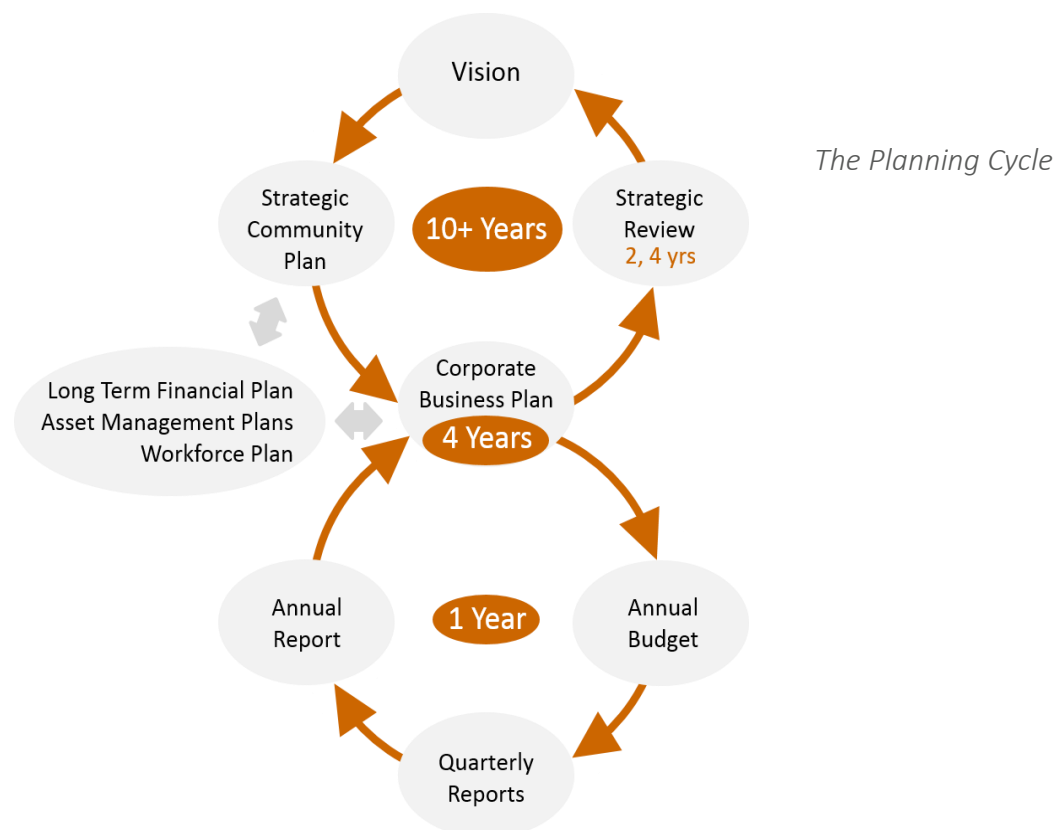 Vision
The Planning Cycle
Strategic
Community
Plan
10+ Years
Strategic
Review
2, 4 yrs
Long Term Financial Plan
Asset Management Plans
Workforce Plan
Corporate
Business Plan
4 Years
Annual
Report
1 Year
Annual
Budget
Quarterly
Reports